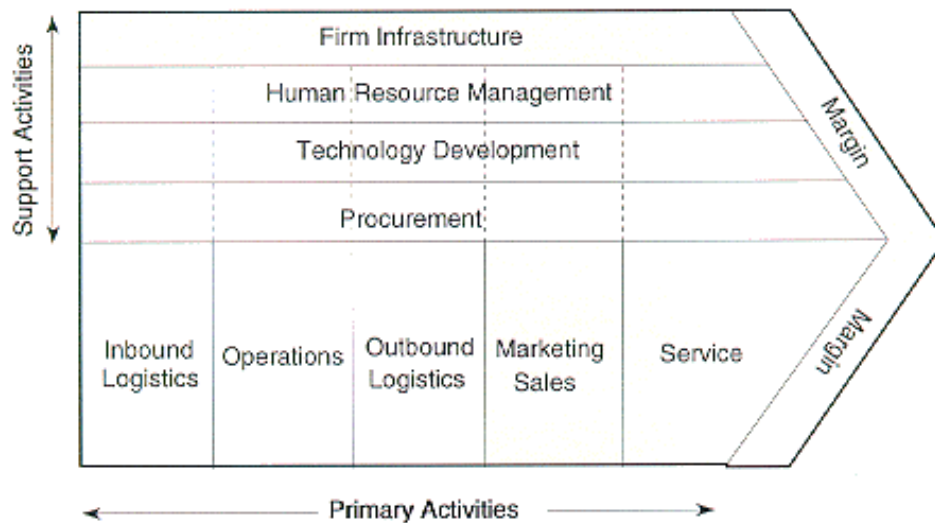 Support Activities
Firm Infrastructure
Human Resource Management
Technology Development
Procurement
Margin
Inbound
Logistics
Operations
Outbound
Logistics
Marketing
Sales
Service
Margin
Primary Activities